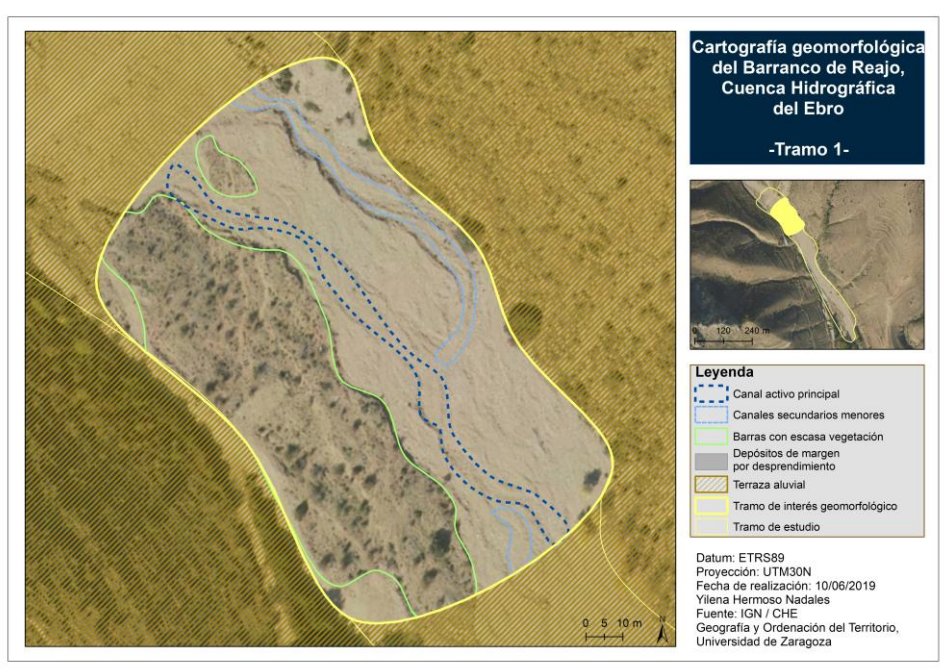 Cartografía geomorfológica
del Barranco de Reajo,
Cuenca Hidrográfica
del Ebro
-Tramo 1-
0 120 240 m
Leyenda
Canal activo principal
Canales secundarios menores
Barras con escasa vegetación
Depósitos de margen
por desprendimiento
Terraza aluvial
Tramo de interés geomorfológico
Tramo de estudio
Datum: ETRS89
Proyección: UTM30N
Fecha de realización: 10/06/2019
Yilena Hermoso Nadales
Fuente: IGN / CHE
Geografía y Ordenación del Territorio,
Universidad de Zaragoza
0 5 10 m
N